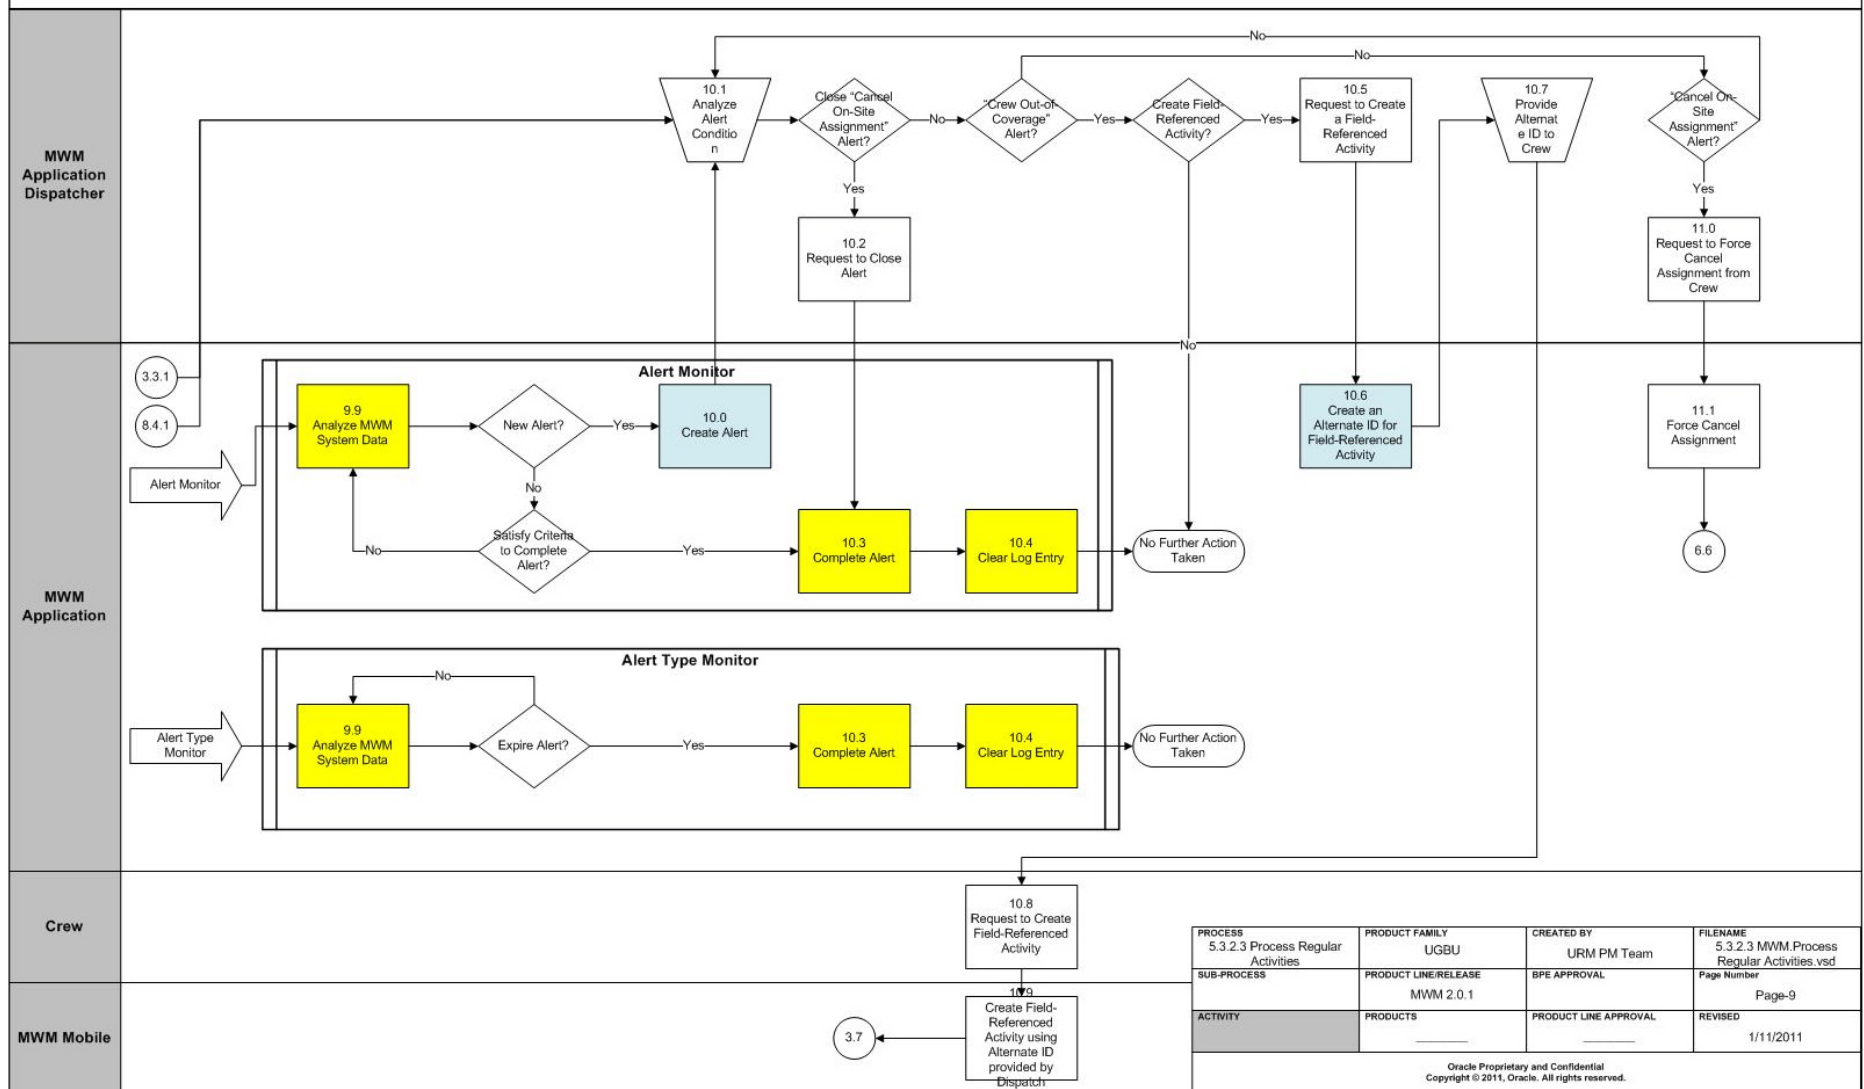 MWM
Application
Dispatcher
No
No
10.1
Analyze
Alert
Conditio
n
Close "Cancel
On-Site
Assignment"
Alert?
No
"Crew Out-of-
Coverage"
Alert?
Yes
Create Field-
Referenced
Activity?
Yes
10.5
Request to Create
a Field-
Referenced
Activity
10.7
Provide
Alternat
e ID to
Crew
"Cancel On-
Site
Assignment"
Alert?
Yes
Yes
10.2
Request to Close
Alert
11.0
Request to Force
Cancel
Assignment from
Crew
No
MWM
Application
3.3.1
8.4.1
Alert Monitor
Alert Monitor
9.9
Analyze MWM
System Data
New Alert?
Yes
10.0
Create Alert
No
Satisfy Criteria
to Complete
Alert?
No
Yes
10.3
Complete Alert
10.4
Clear Log Entry
No Further Action
Taken
10.6
Create an
Alternate ID for
Field-Referenced
Activity
11.1
Force Cancel
Assignment
6.6
Alert Type Monitor
Alert Type
Monitor
No
9.9
Analyze MWM
System Data
Expire Alert?
Yes
10.3
Complete Alert
10.4
Clear Log Entry
No Further Action
Taken
Crew
10.8
Request to Create
Field-Referenced
Activity
MWM Mobile
3.7
10.9
Create Field-
Referenced
Activity using
Alternate ID
provided by
Dispatch
PROCESS
5.3.2.3 Process Regular
Activities
PRODUCT FAMILY
UGBU
CREATED BY
URM PM Team
FILENAME
5.3.2.3 MWM.Process
Regular Activities.vsd
SUB-PROCESS
PRODUCT LINE/RELEASE
MWM 2.0.1
BPE APPROVAL
Page Number
Page-9
ACTIVITY
PRODUCTS
PRODUCT LINE APPROVAL
REVISED
1/11/2011
Oracle Proprietary and Confidential
Copyright © 2011, Oracle. All rights reserved.